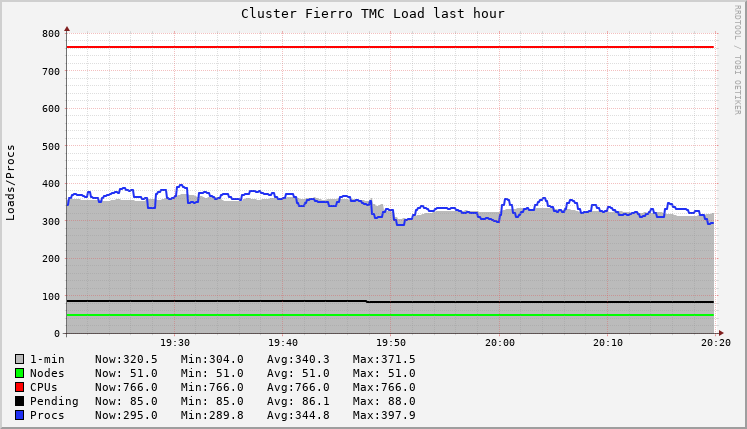 Cluster Fierro TMC Load last hour
RRDTOOL / TOBI OETIKER
Loads/Procs
800
700
600
500
400
300
200
100
0
19:30 19:40 19:50 20:00 20:10 20:20
1-min Now:320.5 Min:304.0 Avg:340.3 Max:371.5
Nodes Now: 51.0 Min: 51.0 Avg: 51.0 Max: 51.0
CPUs Now:766.0 Min:766.0 Avg:766.0 Max:766.0
Pending Now: 85.0 Min: 85.0 Avg: 86.1 Max: 88.0
Procs Now:295.0 Min:289.8 Avg:344.8 Max:397.9